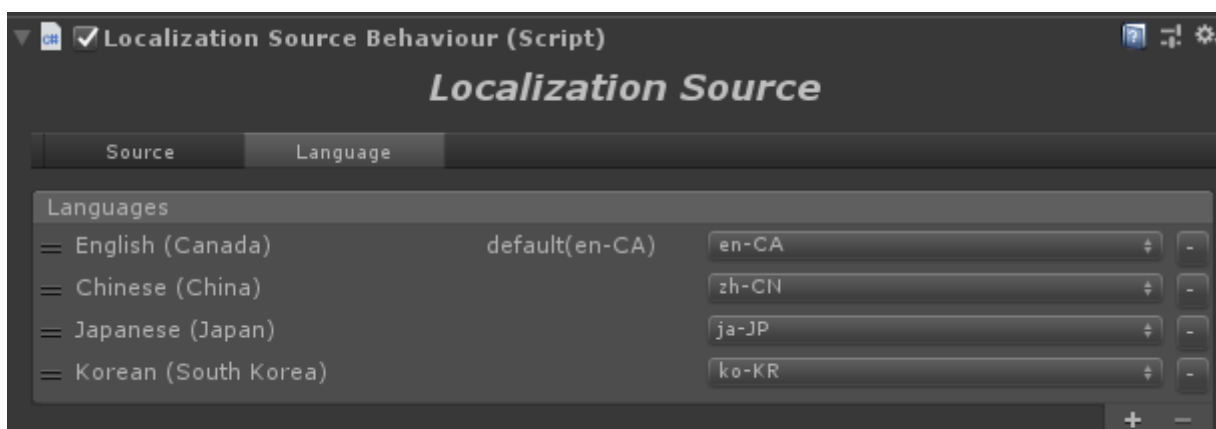 Localization Source Behaviour (Script)
Localization Source
Source Language
Languages
English (Canada) default(en-CA) en-CA
Chinese (China) zh-CN
Japanese (Japan) ja-JP
Korean (South Korea) ko-KR